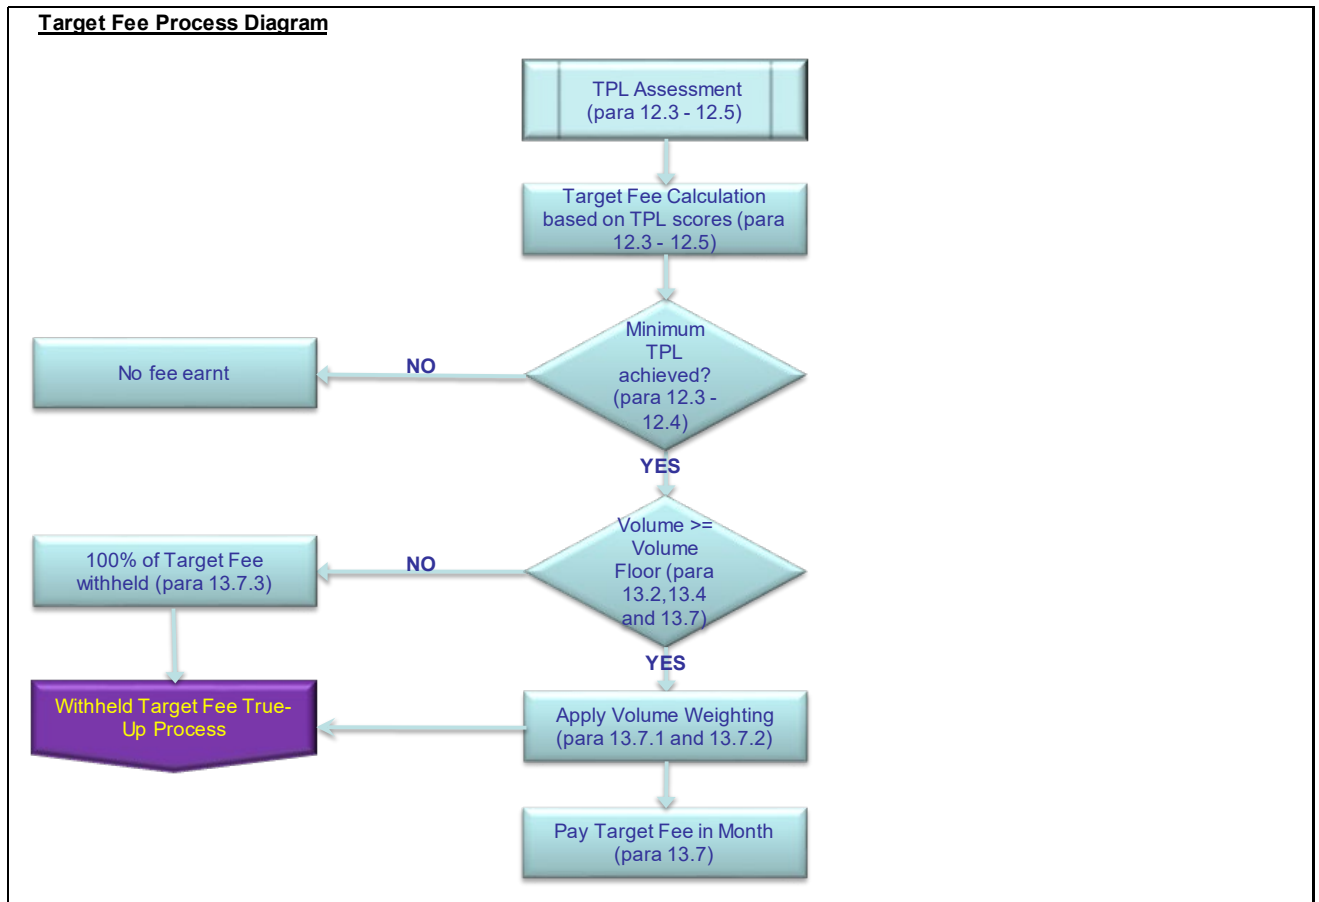 Target Fee Process Diagram
TPL Assessment
(para 12.3 - 12.5)
Target Fee Calculation
based on TPL scores (para
12.3 - 12.5)
Minimum
TPL
achieved?
(para 12.3 -
12.4)
NO
No fee earnt
YES
Volume >=
Volume
Floor (para
13.2,13.4
and 13.7)
NO
100% of Target Fee
withheld (para 13.7.3)
YES
Withheld Target Fee True-
Up Process
Apply Volume Weighting
(para 13.7.1 and 13.7.2)
Pay Target Fee in Month
(para 13.7)